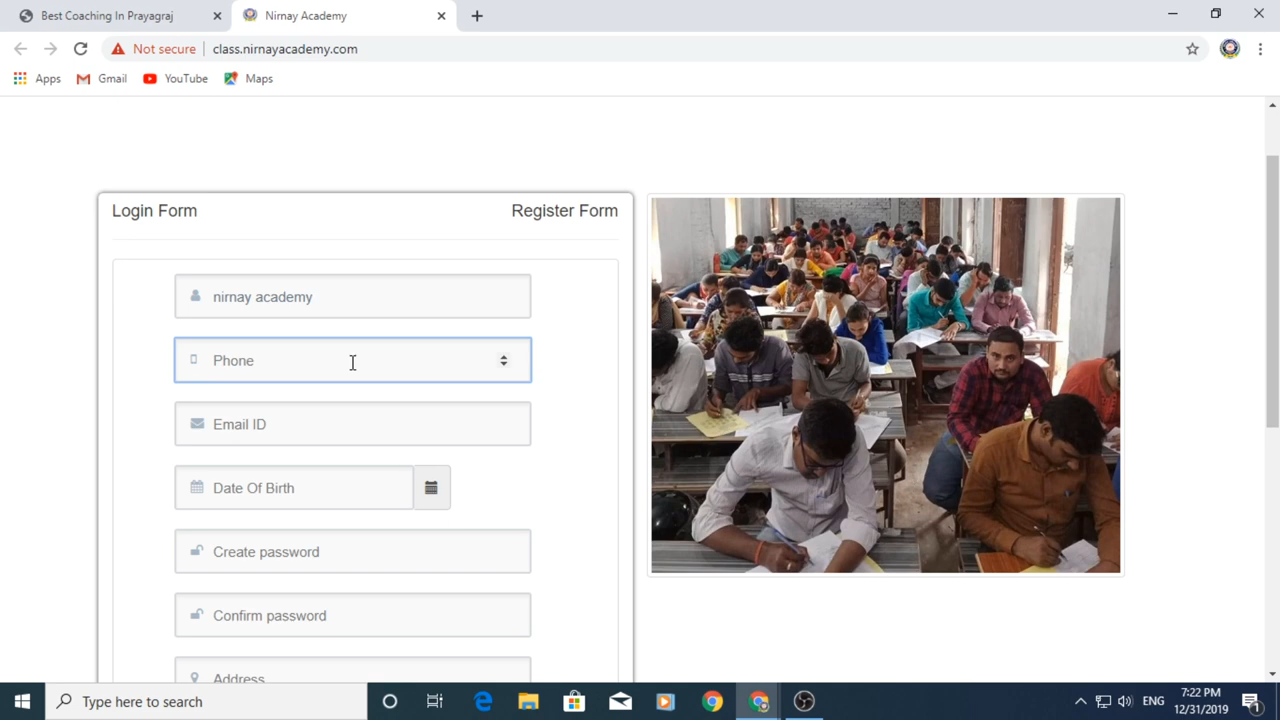 Best Coaching In Prayagraj
Nirnay Academy
Not secure
class.nirnayacademy.com
Apps
Gmail
YouTube
Maps
Login Form
Register Form
nirnay academy
Phone
Email ID
Date Of Birth
Create password
Confirm password
Address
Type here to search
ENG
7:22 PM
12/31/2019
1